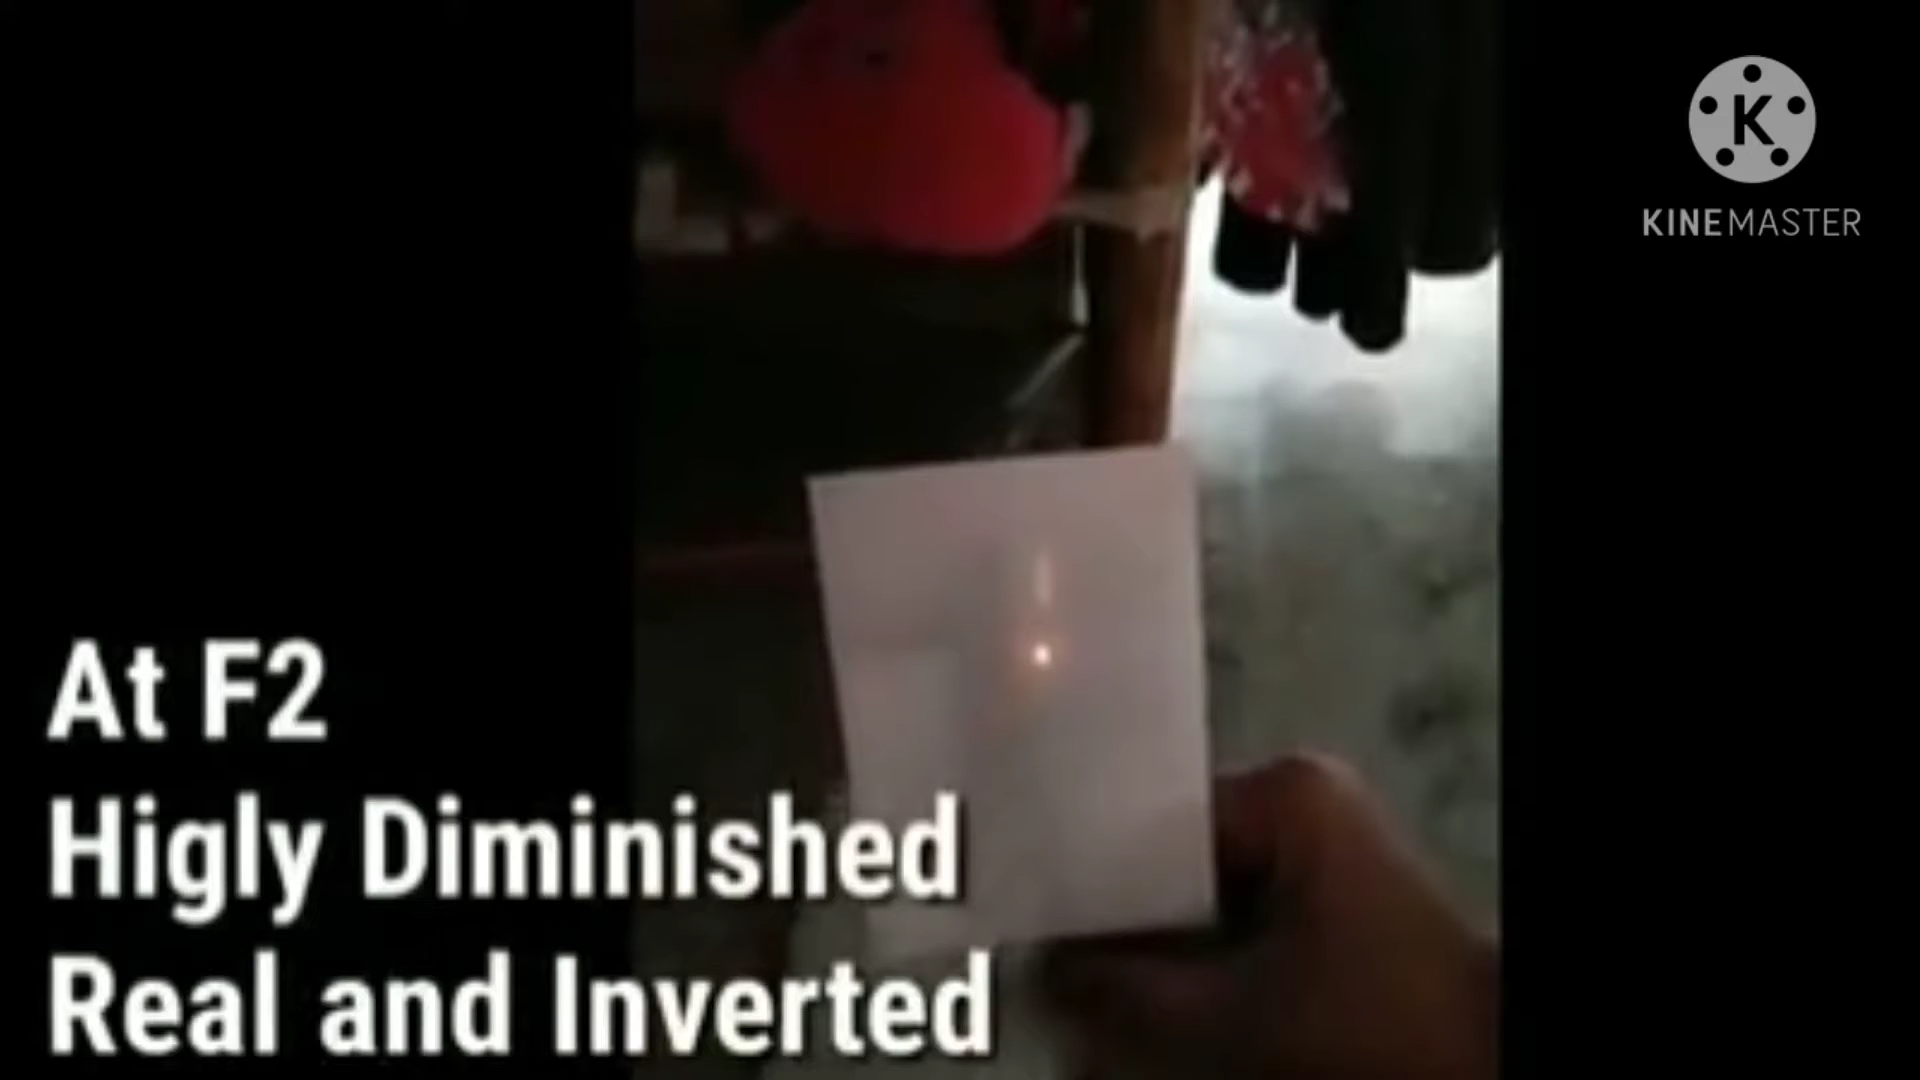 K
KINEMASTER
At F2
Higly Diminished
Real and Inverted